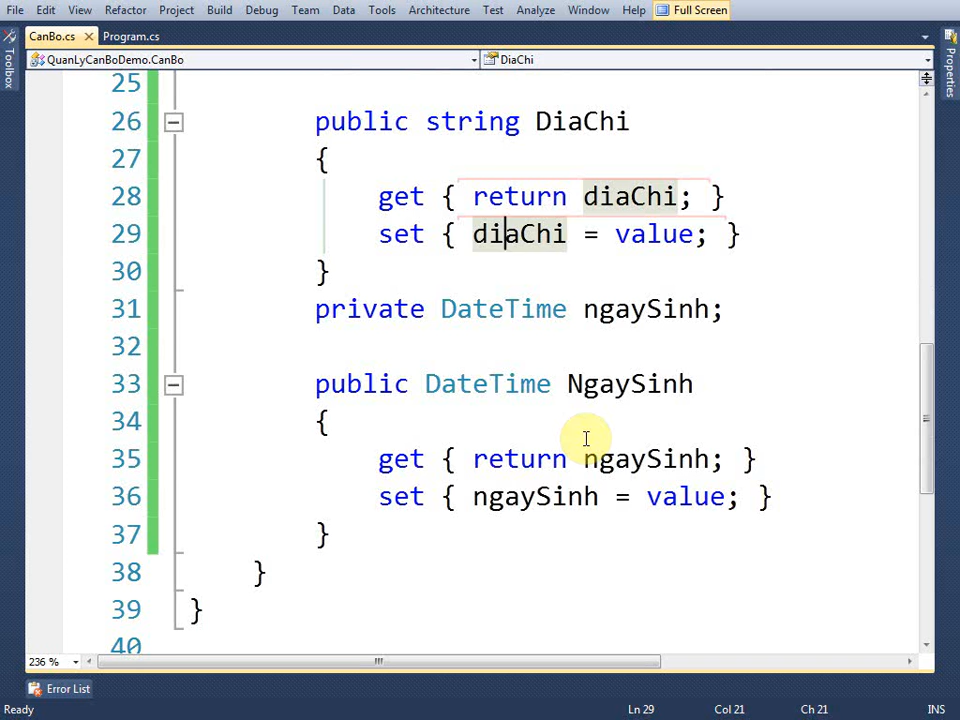 File Edit View Refactor Project Build Debug Team Data Tools Architecture Test Analyze Window Help Full Screen
CanBo.cs Program.cs
QuanLyCanBoDemo.CanBo DiaChi
Toolbox
Properties
25
26 public string DiaChi
27 {
28 get { return diaChi; }
29 set { diaChi = value; }
30 }
31 private DateTime ngaySinh;
32
33 public DateTime NgaySinh
34 {
35 get { return ngaySinh; }
36 set { ngaySinh = value; }
37 }
38 }
39 }
40
236 %
Error List
Ready Ln 29 Col 21 Ch 21 INS